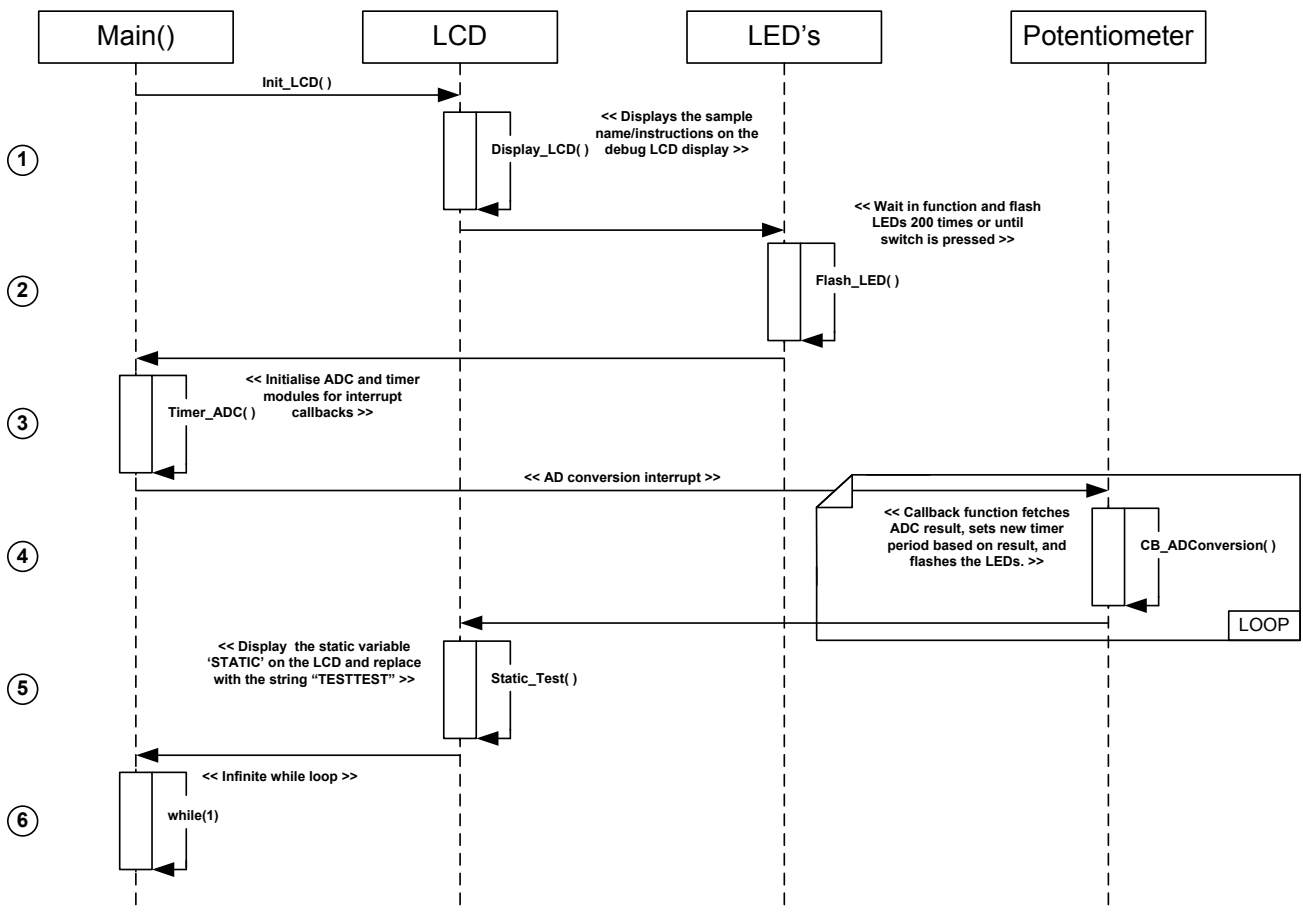 Main()
LCD
LED's
Potentiometer
Init_LCD( )
1
Display_LCD( )
<< Displays the sample
name/instructions on the
debug LCD display >>
<< Wait in function and flash
LEDs 200 times or until
switch is pressed >>
2
Flash_LED( )
3
Timer_ADC( )
<< Initialise ADC and timer
modules for interrupt
callbacks >>
<< AD conversion interrupt >>
4
<< Callback function fetches
ADC result, sets new timer
period based on result, and
flashes the LEDs. >>
CB_ADConversion( )
LOOP
<< Display  the static variable
‘STATIC’ on the LCD and replace
with the string “TESTTEST” >>
5
Static_Test( )
<< Infinite while loop >>
6
while(1)